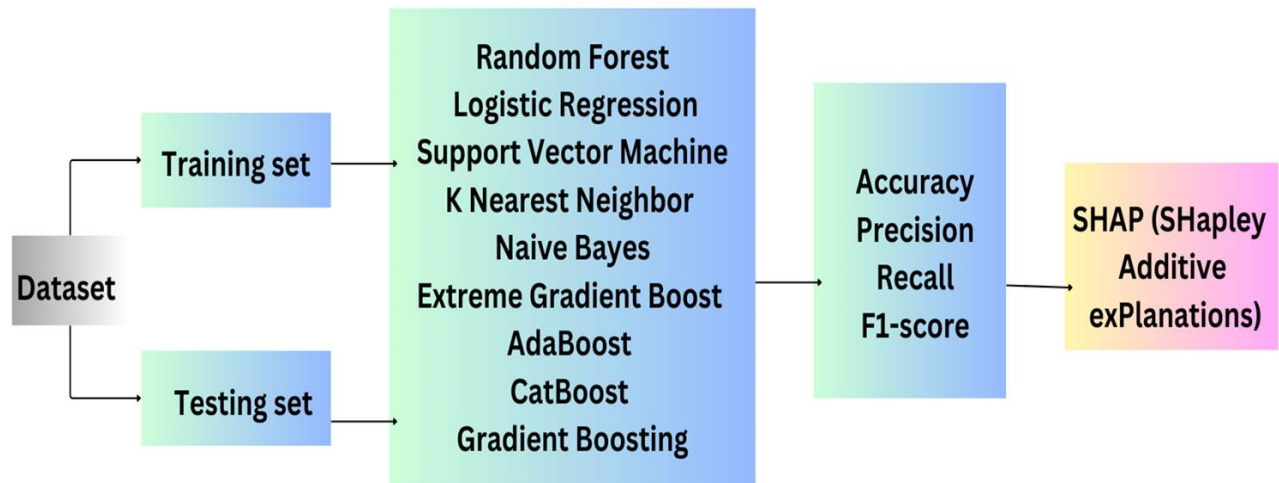 Dataset
Training set
Testing set
Random Forest
Logistic Regression
Support Vector Machine
K Nearest Neighbor
Naive Bayes
Extreme Gradient Boost
AdaBoost
CatBoost
Gradient Boosting
Accuracy
Precision
Recall
F1-score
SHAP (SHapley
Additive
exPlanations)